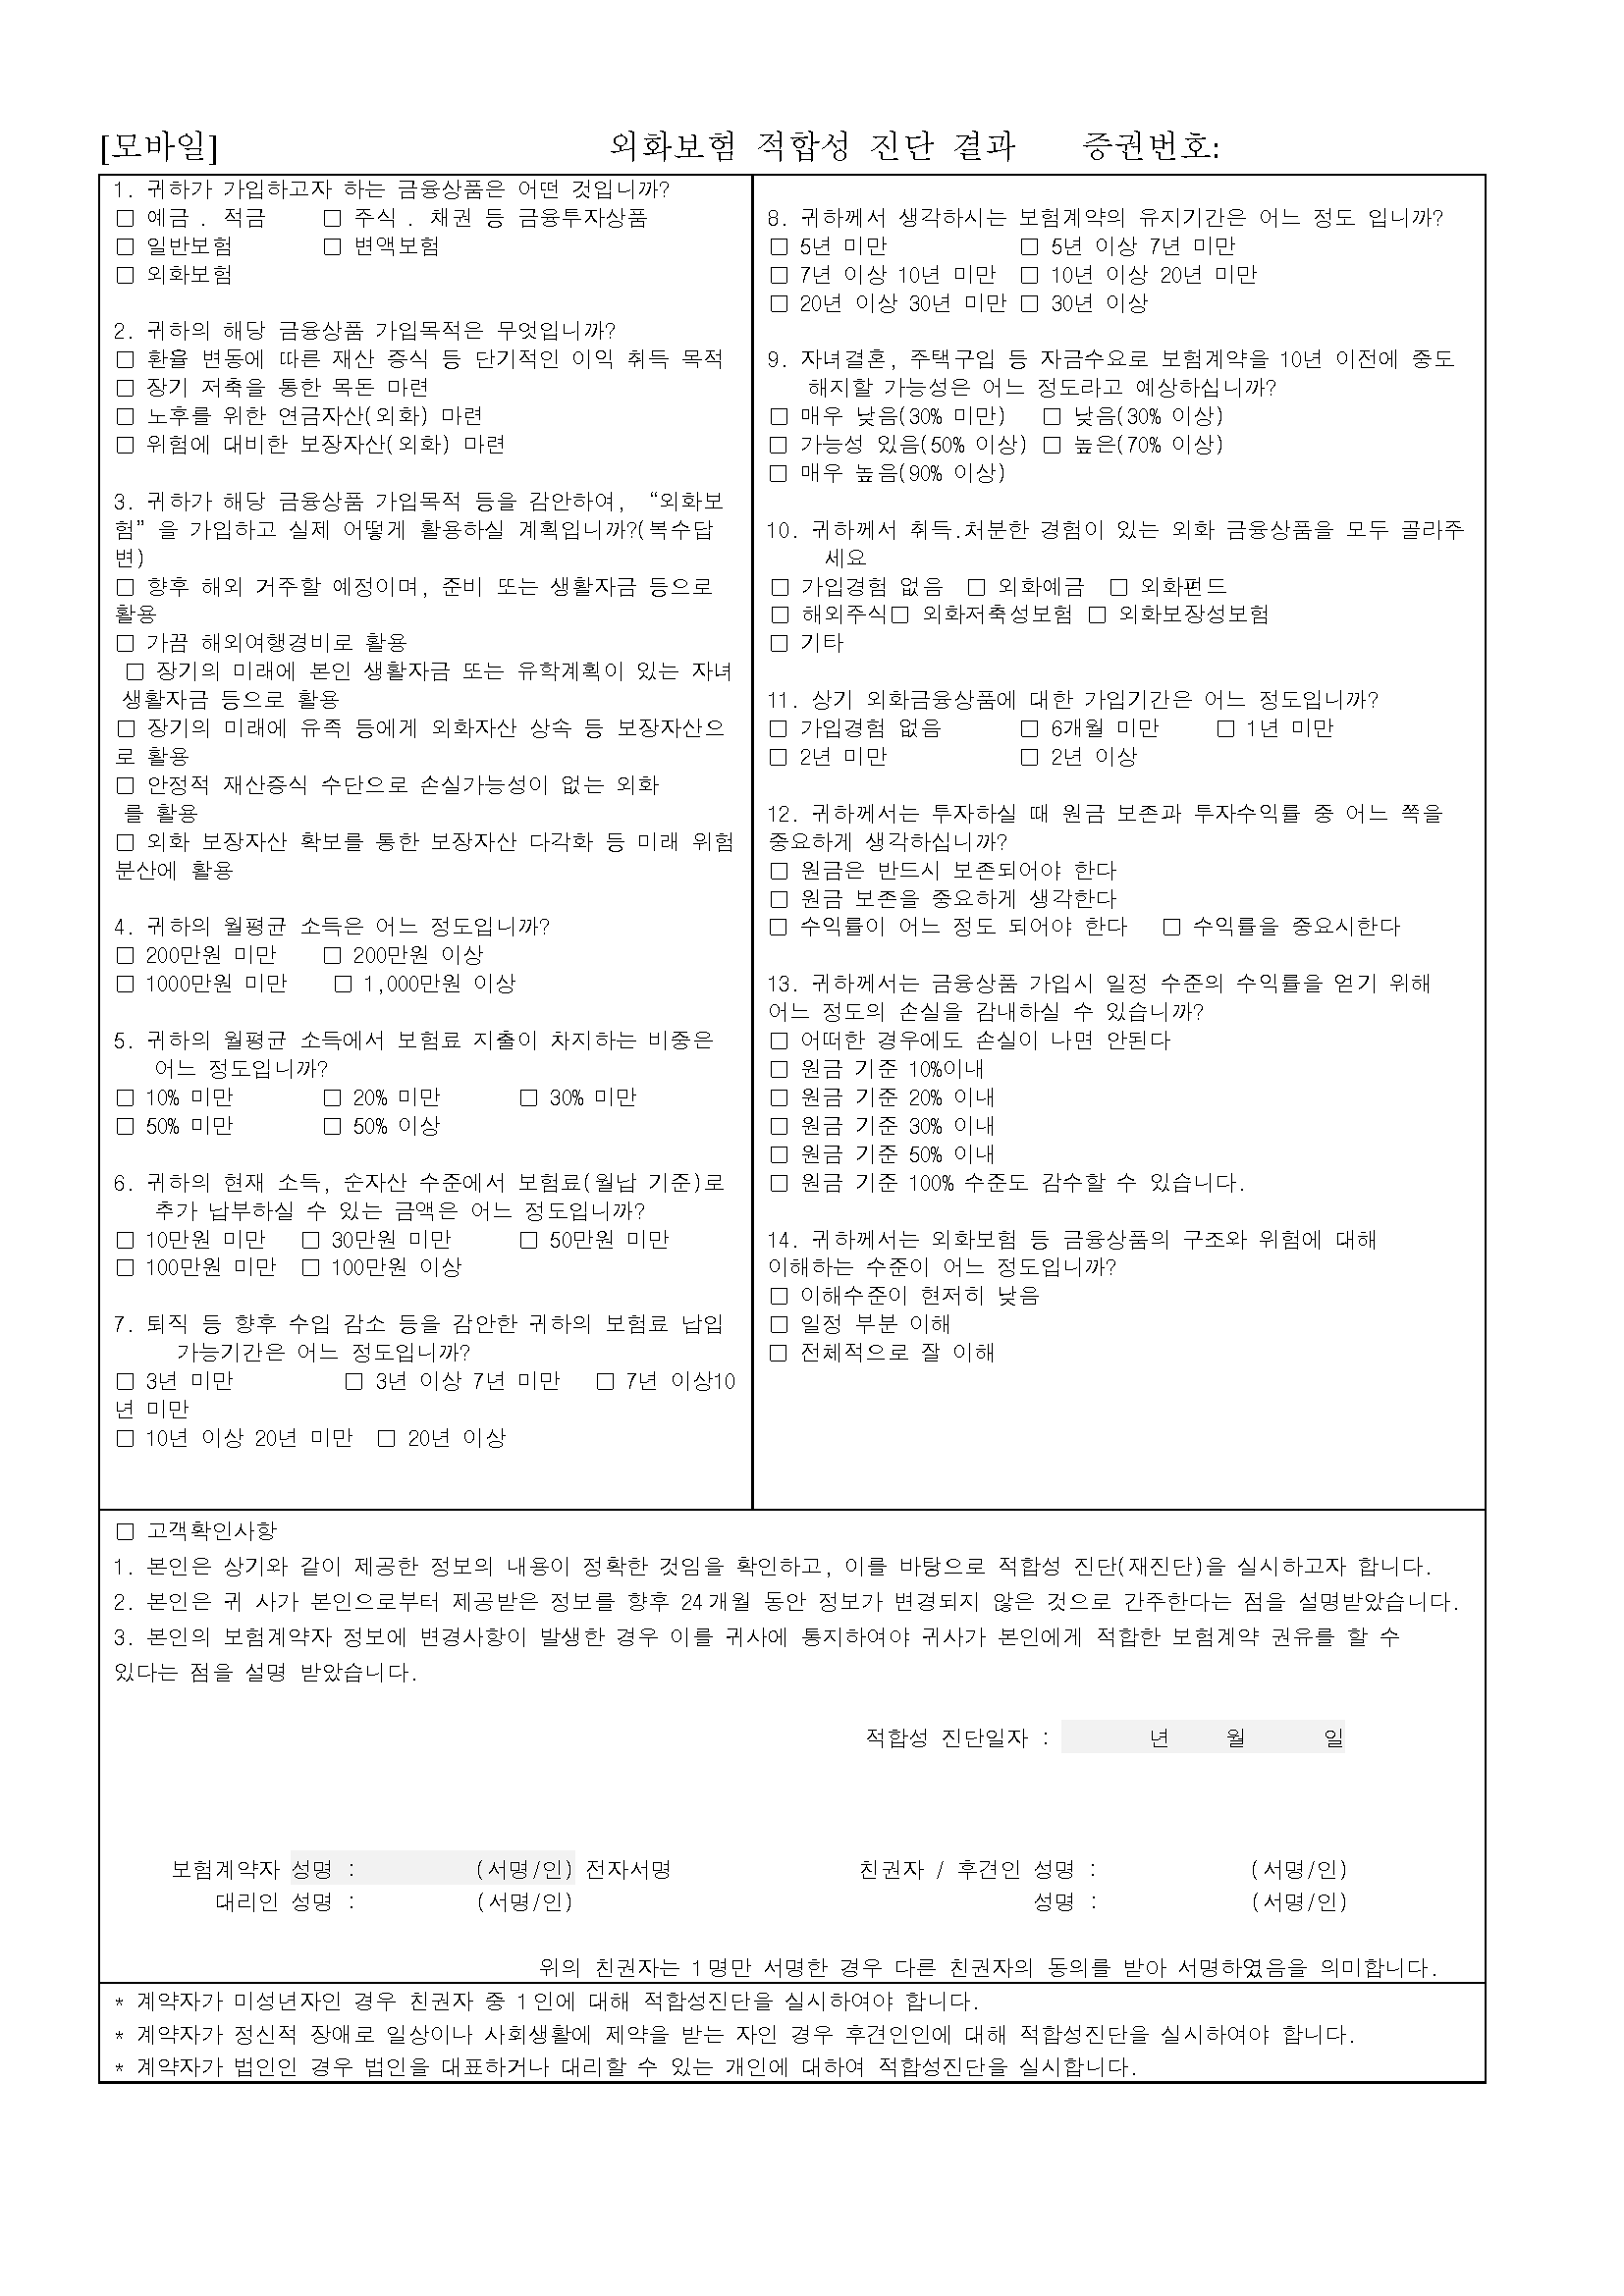 [모바일] 외화보험 적합성 진단 결과 증권번호:
1. 귀하가 가입하고자 하는 금융상품은 어떤 것입니까?
□ 예금 . 적금 □ 주식 . 채권 등 금융투자상품
□ 일반보험 □ 변액보험
□ 외화보험
2. 귀하의 해당 금융상품 가입목적은 무엇입니까?
□ 환율 변동에 따른 재산 증식 등 단기적인 이익 취득 목적
□ 장기 저축을 통한 목돈 마련
□ 노후를 위한 연금자산(외화) 마련
□ 위험에 대비한 보장자산(외화) 마련
3. 귀하가 해당 금융상품 가입목적 등을 감안하여, “외화보
험” 을 가입하고 실제 어떻게 활용하실 계획입니까?(복수답
변)
□ 향후 해외 거주할 예정이며, 준비 또는 생활자금 등으로
활용
□ 가끔 해외여행경비로 활용
□ 장기의 미래에 본인 생활자금 또는 유학계획이 있는 자녀
생활자금 등으로 활용
□ 장기의 미래에 유족 등에게 외화자산 상속 등 보장자산으
로 활용
□ 안정적 재산증식 수단으로 손실가능성이 없는 외화
를 활용
□ 외화 보장자산 확보를 통한 보장자산 다각화 등 미래 위험
분산에 활용
4. 귀하의 월평균 소득은 어느 정도입니까?
□ 200만원 미만 □ 200만원 이상
□ 1000만원 미만 □ 1,000만원 이상
5. 귀하의 월평균 소득에서 보험료 지출이 차지하는 비중은
어느 정도입니까?
□ 10% 미만 □ 20% 미만 □ 30% 미만
□ 50% 미만 □ 50% 이상
6. 귀하의 현재 소득, 순자산 수준에서 보험료(월납 기준)로
추가 납부하실 수 있는 금액은 어느 정도입니까?
□ 10만원 미만 □ 30만원 미만 □ 50만원 미만
□ 100만원 미만 □ 100만원 이상
7. 퇴직 등 향후 수입 감소 등을 감안한 귀하의 보험료 납입
가능기간은 어느 정도입니까?
□ 3년 미만 □ 3년 이상 7년 미만 □ 7년 이상10
년 미만
□ 10년 이상 20년 미만 □ 20년 이상
8. 귀하께서 생각하시는 보험계약의 유지기간은 어느 정도 입니까?
□ 5년 미만 □ 5년 이상 7년 미만
□ 7년 이상 10년 미만 □ 10년 이상 20년 미만
□ 20년 이상 30년 미만 □ 30년 이상
9. 자녀결혼, 주택구입 등 자금수요로 보험계약을 10년 이전에 중도
해지할 가능성은 어느 정도라고 예상하십니까?
□ 매우 낮음(30% 미만) □ 낮음(30% 이상)
□ 가능성 있음(50% 이상) □ 높은(70% 이상)
□ 매우 높음(90% 이상)
10. 귀하께서 취득.처분한 경험이 있는 외화 금융상품을 모두 골라주
세요
□ 가입경험 없음 □ 외화예금 □ 외화펀드
□ 해외주식□ 외화저축성보험 □ 외화보장성보험
□ 기타
11. 상기 외화금융상품에 대한 가입기간은 어느 정도입니까?
□ 가입경험 없음 □ 6개월 미만 □ 1년 미만
□ 2년 미만 □ 2년 이상
12. 귀하께서는 투자하실 때 원금 보존과 투자수익률 중 어느 쪽을
중요하게 생각하십니까?
□ 원금은 반드시 보존되어야 한다
□ 원금 보존을 중요하게 생각한다
□ 수익률이 어느 정도 되어야 한다 □ 수익률을 중요시한다
13. 귀하께서는 금융상품 가입시 일정 수준의 수익률을 얻기 위해
어느 정도의 손실을 감내하실 수 있습니까?
□ 어떠한 경우에도 손실이 나면 안된다
□ 원금 기준 10%이내
□ 원금 기준 20% 이내
□ 원금 기준 30% 이내
□ 원금 기준 50% 이내
□ 원금 기준 100% 수준도 감수할 수 있습니다.
14. 귀하께서는 외화보험 등 금융상품의 구조와 위험에 대해
이해하는 수준이 어느 정도입니까?
□ 이해수준이 현저히 낮음
□ 일정 부분 이해
□ 전체적으로 잘 이해
□ 고객확인사항
1. 본인은 상기와 같이 제공한 정보의 내용이 정확한 것임을 확인하고, 이를 바탕으로 적합성 진단(재진단)을 실시하고자 합니다.
2. 본인은 귀 사가 본인으로부터 제공받은 정보를 향후 24개월 동안 정보가 변경되지 않은 것으로 간주한다는 점을 설명받았습니다.
3. 본인의 보험계약자 정보에 변경사항이 발생한 경우 이를 귀사에 통지하여야 귀사가 본인에게 적합한 보험계약 권유를 할 수
있다는 점을 설명 받았습니다.
적합성 진단일자 : 년 월 일
보험계약자 성명 : (서명/인) 전자서명 친권자 / 후견인 성명 : (서명/인)
대리인 성명 : (서명/인) 성명 : (서명/인)
위의 친권자는 1명만 서명한 경우 다른 친권자의 동의를 받아 서명하였음을 의미합니다.
* 계약자가 미성년자인 경우 친권자 중 1인에 대해 적합성진단을 실시하여야 합니다.
* 계약자가 정신적 장애로 일상이나 사회생활에 제약을 받는 자인 경우 후견인인에 대해 적합성진단을 실시하여야 합니다.
* 계약자가 법인인 경우 법인을 대표하거나 대리할 수 있는 개인에 대하여 적합성진단을 실시합니다.